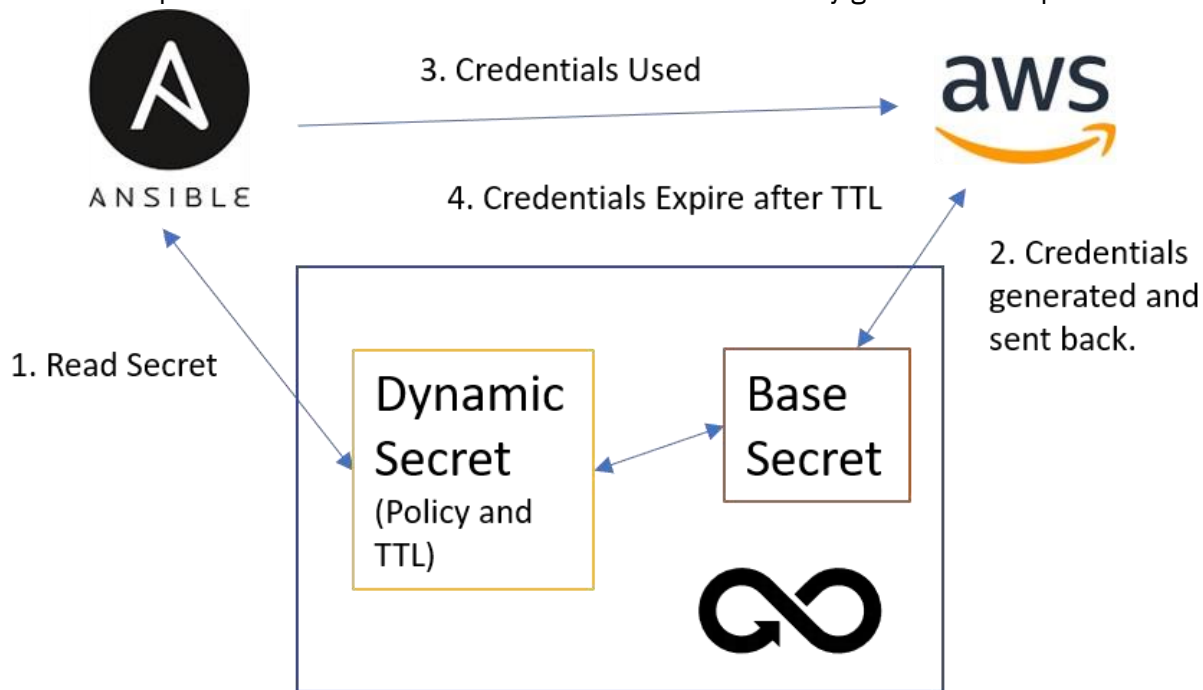 3. Credentials Used
aws
ANSIBLE
4. Credentials Expire after TTL
2. Credentials
generated and
sent back.
1. Read Secret
Dynamic
Secret
(Policy and
TTL)
Base
Secret